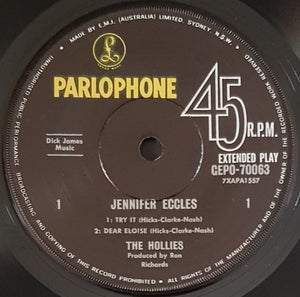 MADE BY E.M.I. (AUSTRALIA) LIMITED, SYDNEY, N.S.W.
ALL RIGHTS OF THE MANUFACTURER AND OF THE OWNER OF THE RECORDED WORK RESERVED
UNAUTHORISED PUBLIC PERFORMANCE, BROADCASTING AND COPYING OF THIS RECORD PROHIBITED
PARLOPHONE
45
R.P.M.
Dick James
Music
EXTENDED PLAY
GEPO-70063
7XAPA1557
1
JENNIFER ECCLES
1
1: TRY IT (Hicks-Clarke-Nash)
2: DEAR ELOISE (Hicks-Clarke-Nash)
THE HOLLIES
Produced by Ron
Richards